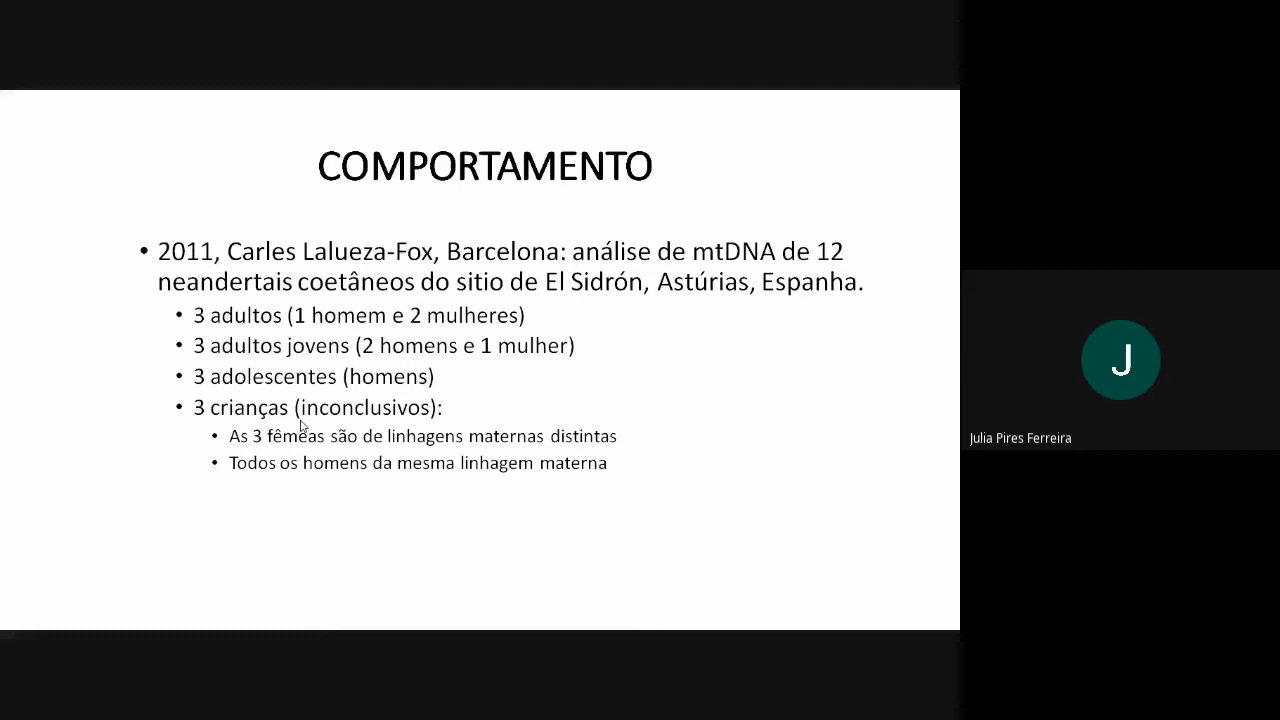 COMPORTAMENTO
• 2011, Carles Lalueza-Fox, Barcelona: análise de mtDNA de 12
neandertais coetâneos do sitio de El Sidrón, Astúrias, Espanha.
• 3 adultos (1 homem e 2 mulheres)
• 3 adultos jovens (2 homens e 1 mulher)
• 3 adolescentes (homens)
• 3 crianças (inconclusivos):
• As 3 fêmeas são de linhagens maternas distintas
• Todos os homens da mesma linhagem materna
J
Julia Pires Ferreira